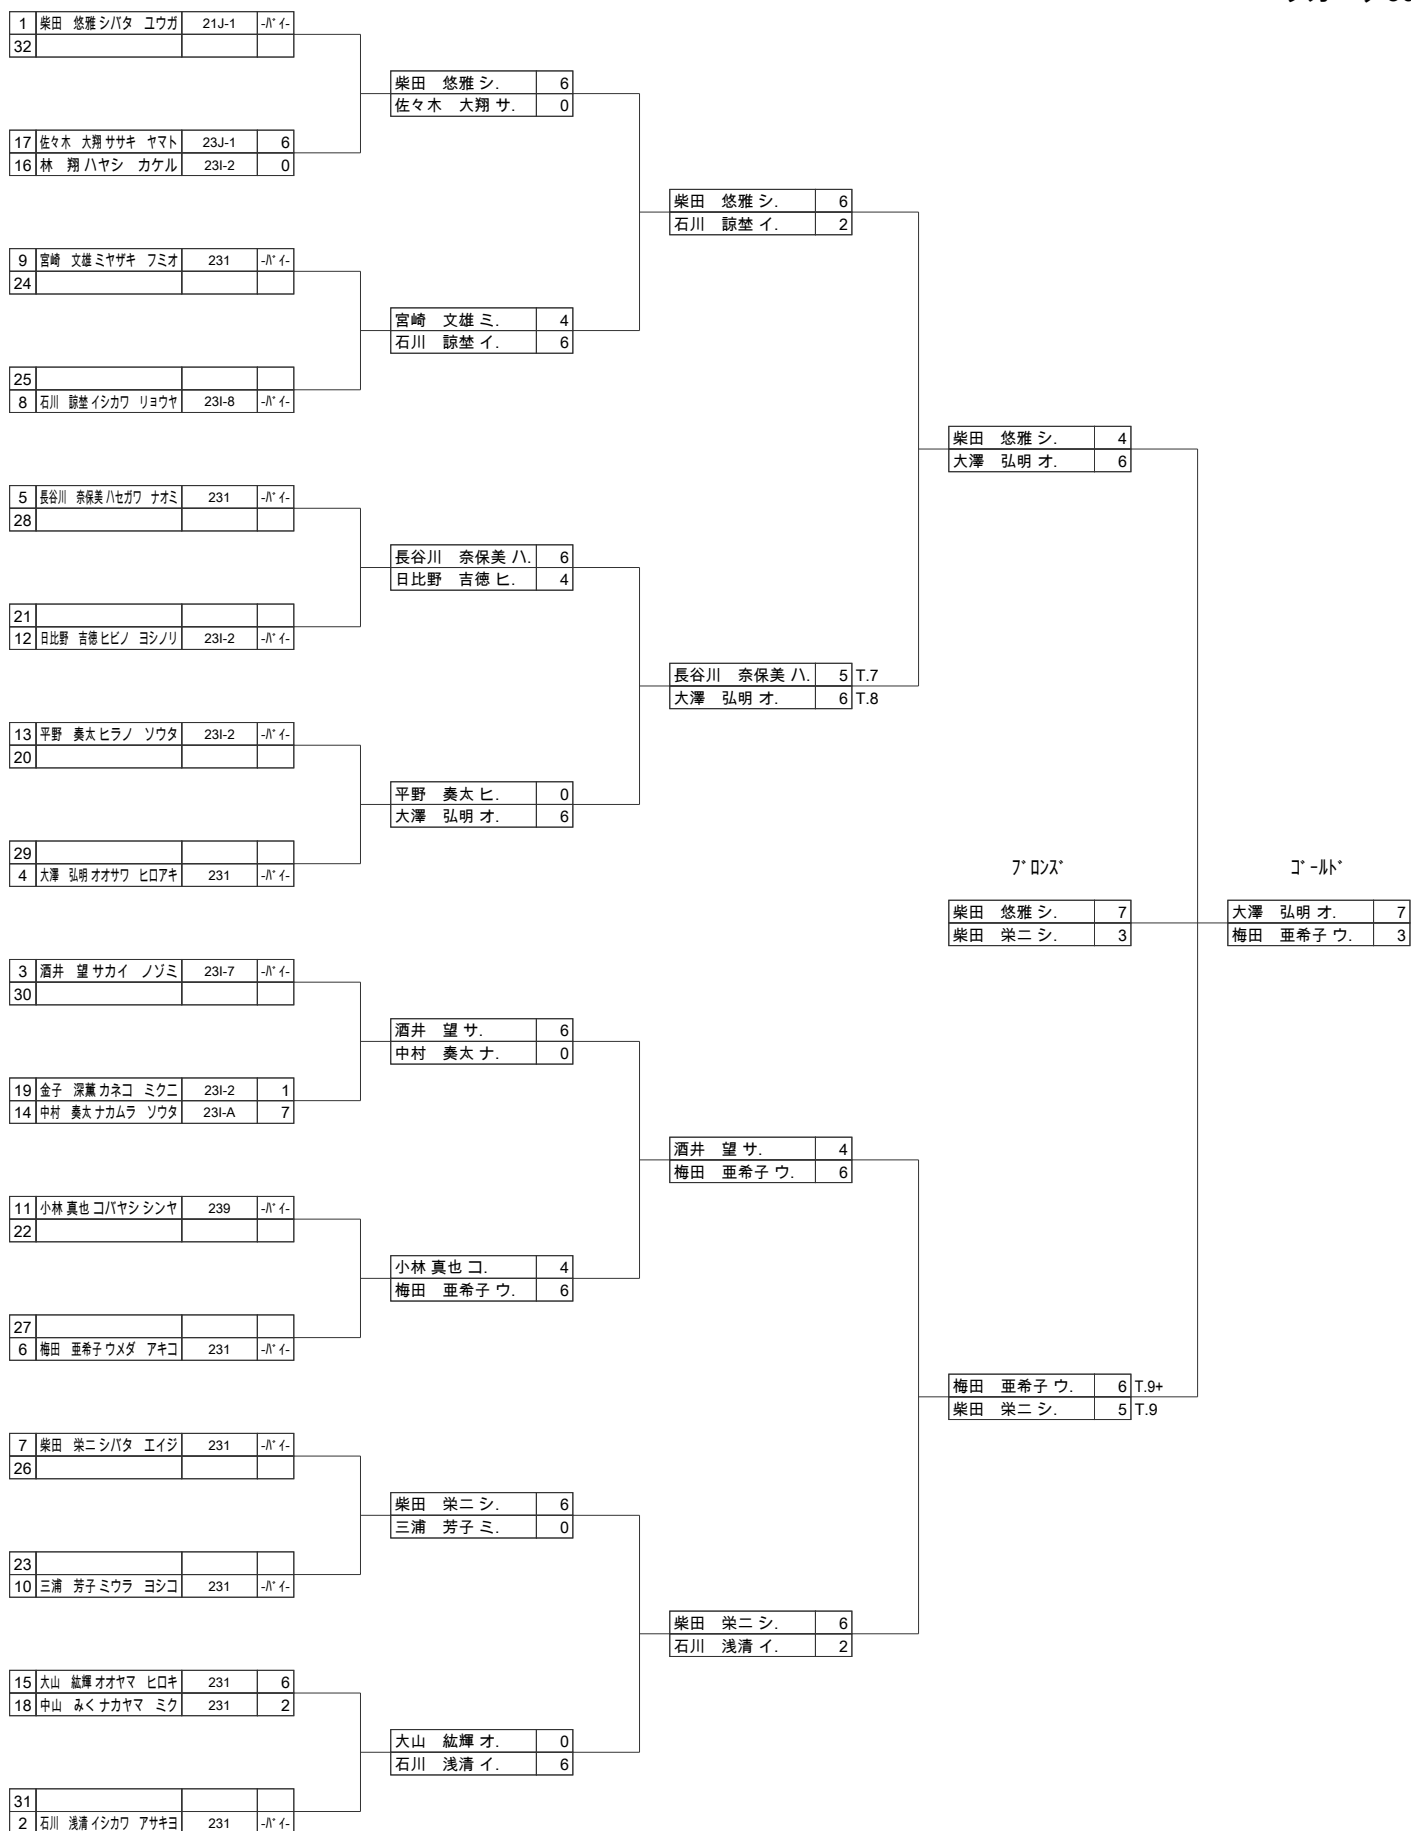 1 柴田　悠雅 シバタ　ユウガ 21J-1 -ﾊﾞｲ-
32
柴田　悠雅 シ. 6
佐々木　大翔 サ. 0
17 佐々木　大翔 ササキ　ヤマト 23J-1 6
16 林　翔 ハヤシ　カケル 23I-2 0
柴田　悠雅 シ. 6
石川　諒埜 イ. 2
9 宮崎　文雄 ミヤザキ　フミオ 231 -ﾊﾞｲ-
24
宮崎　文雄 ミ. 4
石川　諒埜 イ. 6
25
8 石川　諒埜 イシカワ　リョウヤ 23I-8 -ﾊﾞｲ-
柴田　悠雅 シ. 4
大澤　弘明 オ. 6
5 長谷川　奈保美 ハセガワ　ナオミ 231 -ﾊﾞｲ-
28
長谷川　奈保美 ハ. 6
日比野　吉徳 ヒ. 4
21
12 日比野　吉徳 ヒビノ　ヨシノリ 23I-2 -ﾊﾞｲ-
長谷川　奈保美 ハ. 5 T.7
大澤　弘明 オ. 6 T.8
13 平野　奏太 ヒラノ　ソウタ 23I-2 -ﾊﾞｲ-
20
平野　奏太 ヒ. 0
大澤　弘明 オ. 6
29
4 大澤　弘明 オオサワ　ヒロアキ 231 -ﾊﾞｲ-
ﾌﾞﾛﾝｽﾞ ｺﾞｰﾙﾄﾞ
柴田　悠雅 シ. 7 大澤　弘明 オ. 7
柴田　栄二 シ. 3 梅田　亜希子 ウ. 3
3 酒井　望 サカイ　ノゾミ 23I-7 -ﾊﾞｲ-
30
酒井　望 サ. 6
中村　奏太 ナ. 0
19 金子　深薫 カネコ　ミクニ 23I-2 1
14 中村　奏太 ナカムラ　ソウタ 23I-A 7
酒井　望 サ. 4
梅田　亜希子 ウ. 6
11 小林 真也 コバヤシ シンヤ 239 -ﾊﾞｲ-
22
小林 真也 コ. 4
梅田　亜希子 ウ. 6
27
6 梅田　亜希子 ウメダ　アキコ 231 -ﾊﾞｲ-
梅田　亜希子 ウ. 6 T.9+
柴田　栄二 シ. 5 T.9
7 柴田　栄二 シバタ　エイジ 231 -ﾊﾞｲ-
26
柴田　栄二 シ. 6
三浦　芳子 ミ. 0
23
10 三浦　芳子 ミウラ　ヨシコ 231 -ﾊﾞｲ-
柴田　栄二 シ. 6
石川　浅清 イ. 2
15 大山　紘輝 オオヤマ　ヒロキ 231 6
18 中山　みく ナカヤマ　ミク 231 2
大山　紘輝 オ. 0
石川　浅清 イ. 6
31
2 石川　浅清 イシカワ　アサキヨ 231 -ﾊﾞｲ-